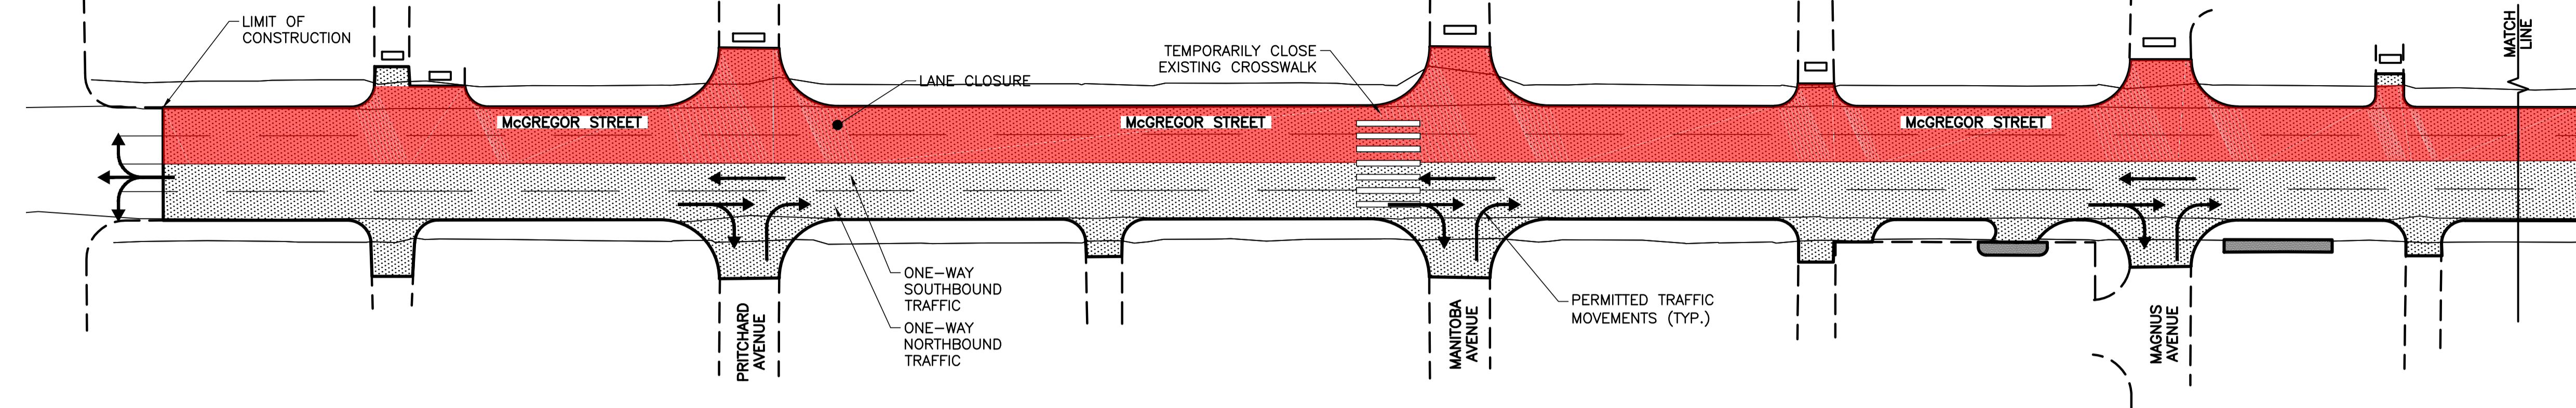 LIMIT OF
CONSTRUCTION
LANE CLOSURE
TEMPORARILY CLOSE
EXISTING CROSSWALK
MATCH
LINE
McGREGOR STREET
McGREGOR STREET
McGREGOR STREET
ONE-WAY
SOUTHBOUND
TRAFFIC
ONE-WAY
NORTHBOUND
TRAFFIC
PERMITTED TRAFFIC
MOVEMENTS (TYP.)
PRITCHARD
AVENUE
MANITOBA
AVENUE
MAGNUS
AVENUE